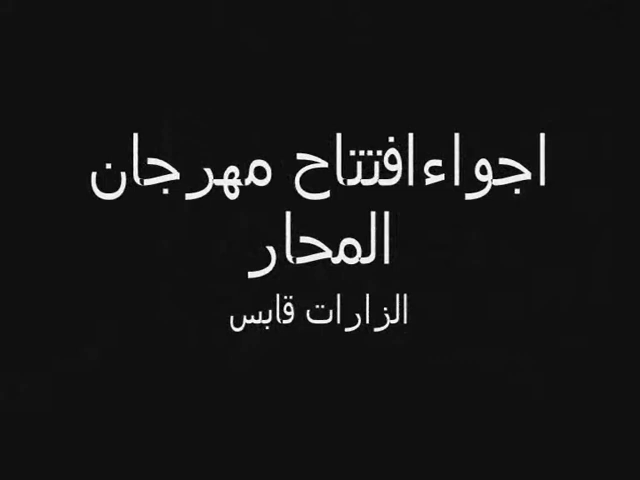 اجواءافتتاح مهرجان
المحار
الزارات قابس